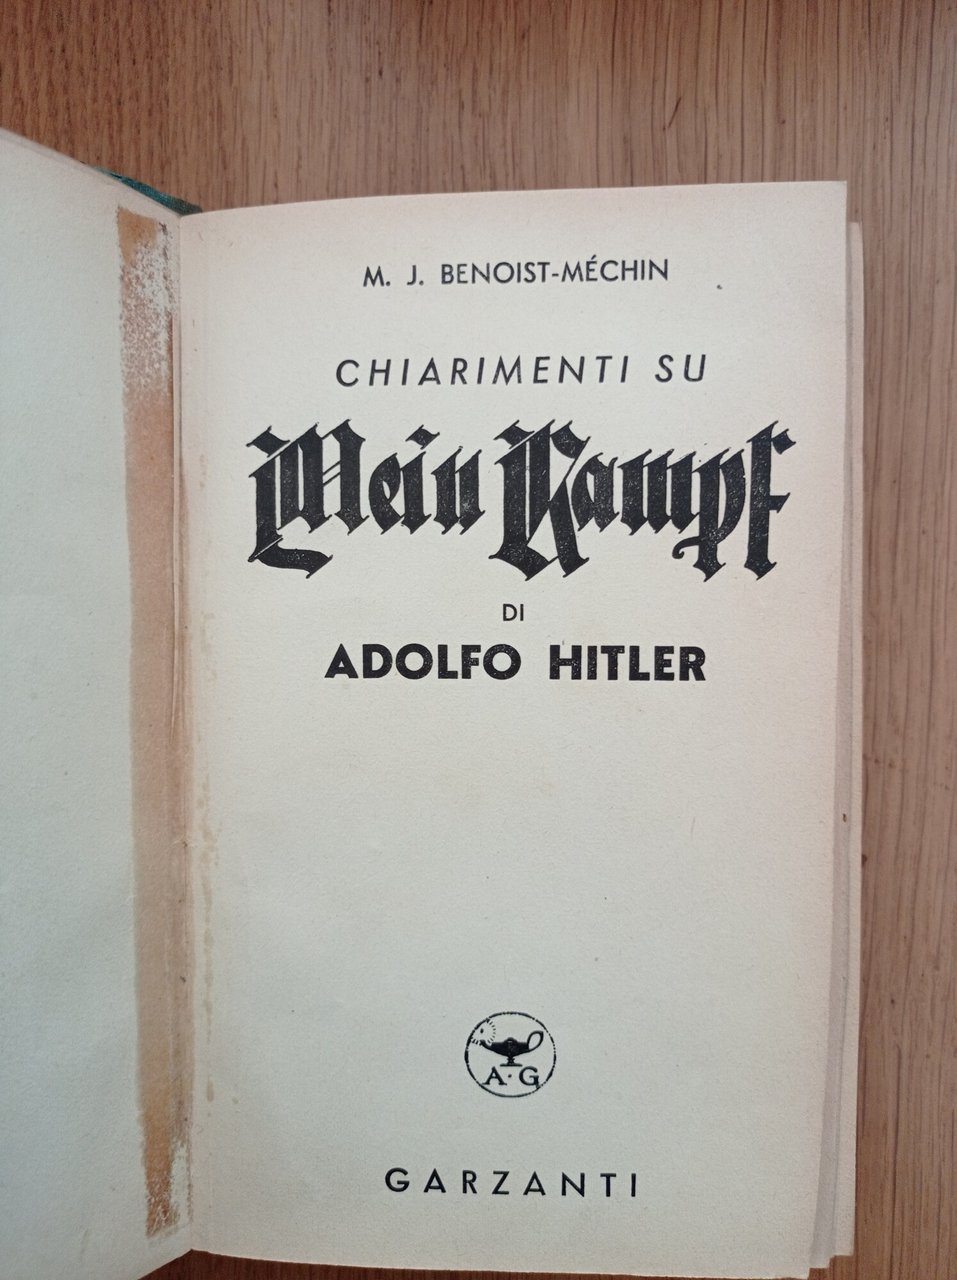 M. J. BENOIST-MÉCHIN
CHIARIMENTI SU
Mein Kampf
DI
ADOLFO HITLER
A·G
GARZANTI